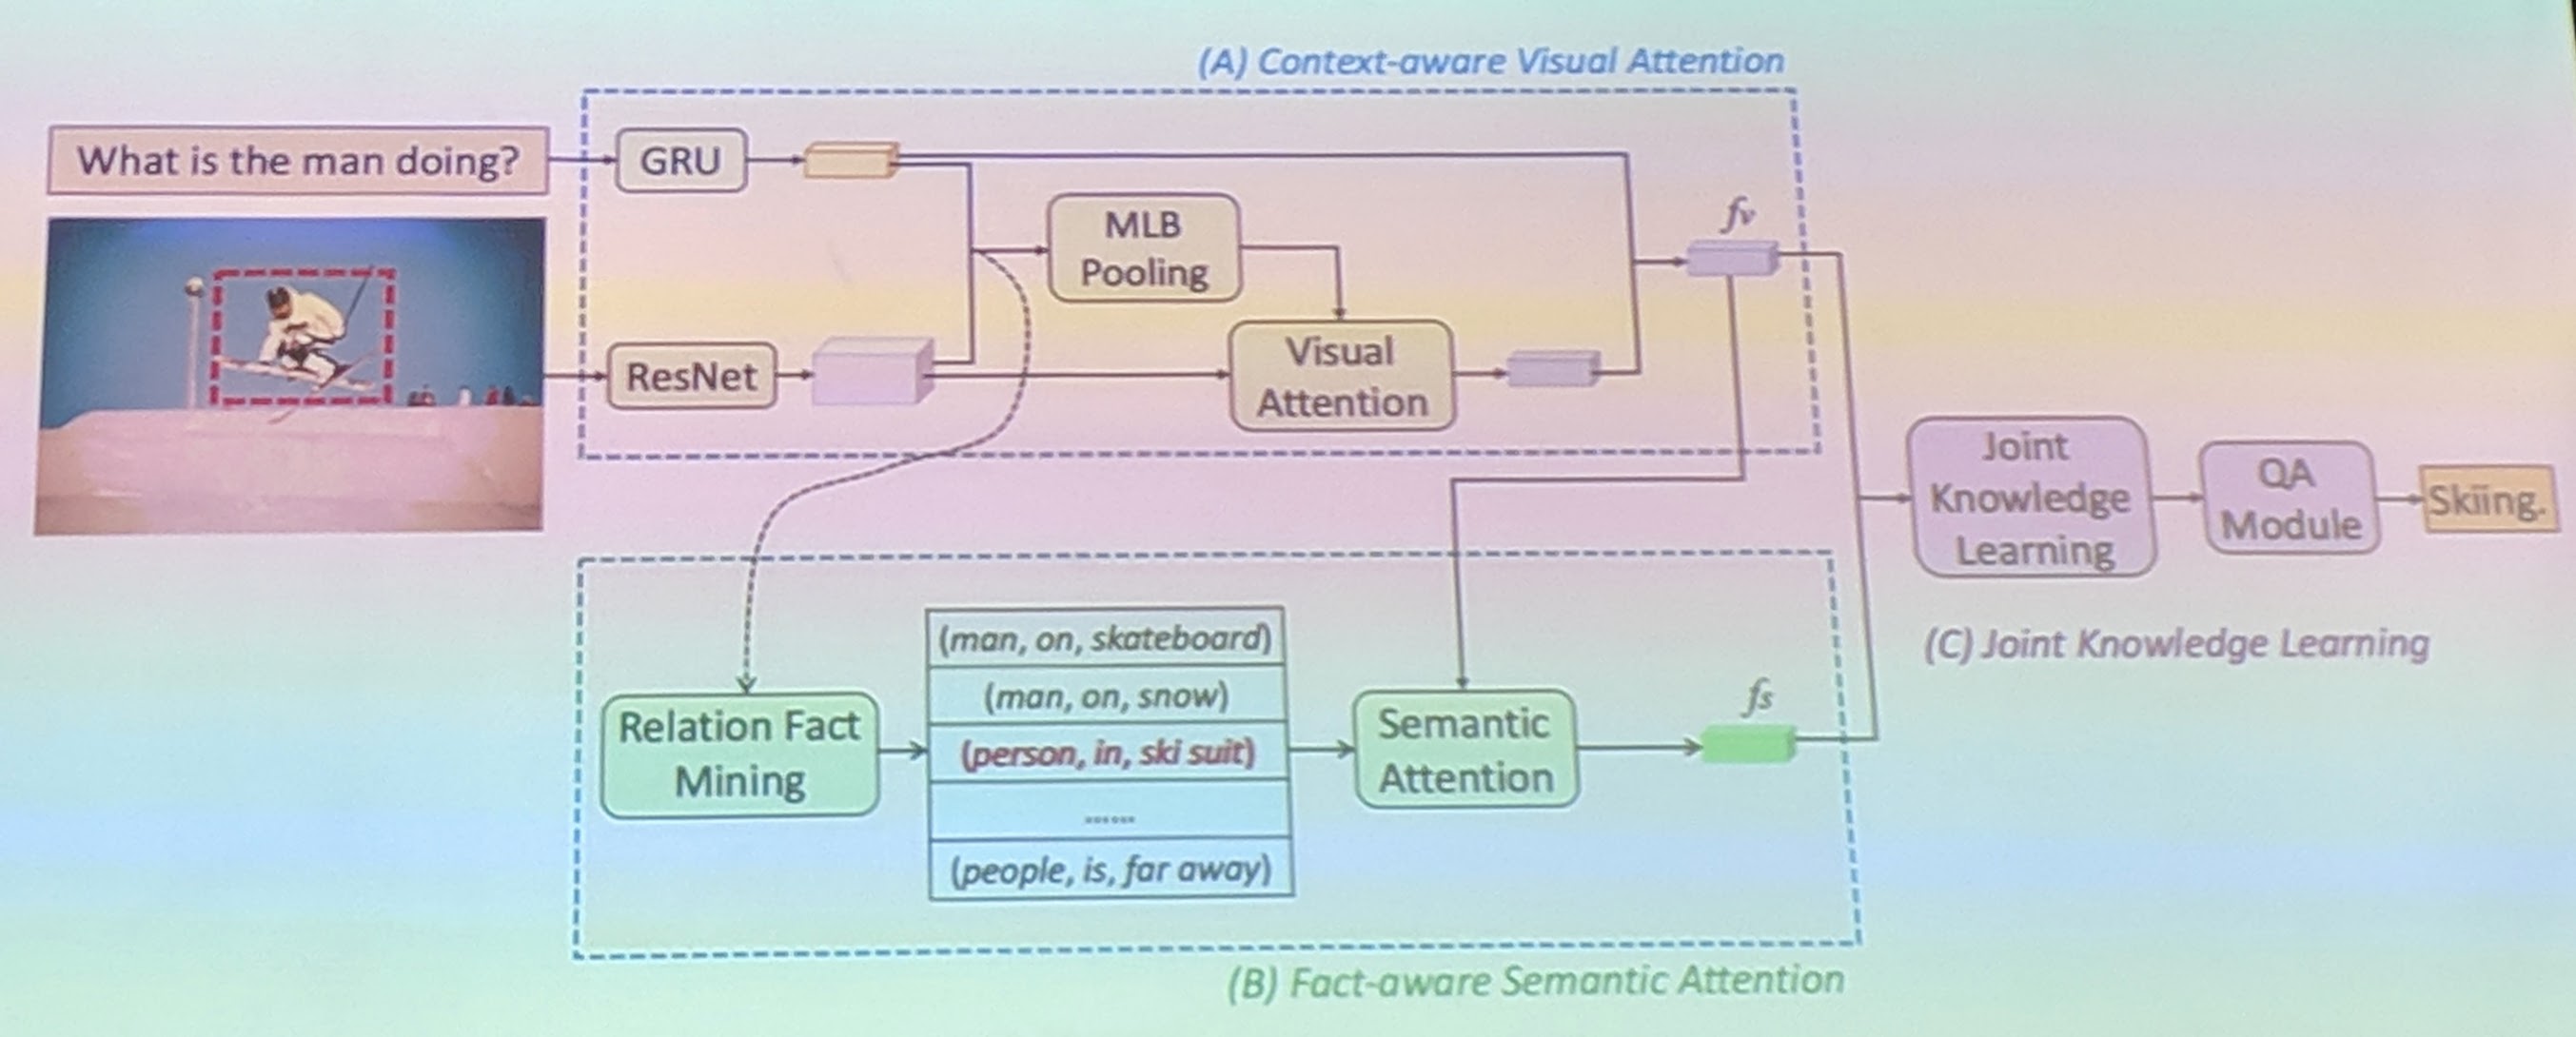 (A) Context-aware Visual Attention
What is the man doing?
GRU
MLB
Pooling
fv
ResNet
Visual
Attention
Joint
Knowledge
Learning
QA
Module
Skiing.
(C) Joint Knowledge Learning
Relation Fact
Mining
(man, on, skateboard)
(man, on, snow)
(person, in, ski suit)
......
(people, is, far away)
Semantic
Attention
fs
(B) Fact-aware Semantic Attention